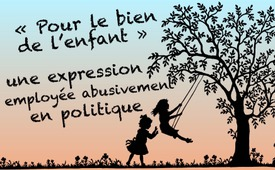 « Pour le bien
de l'enfant »
une expression
employée abusivement
en politique